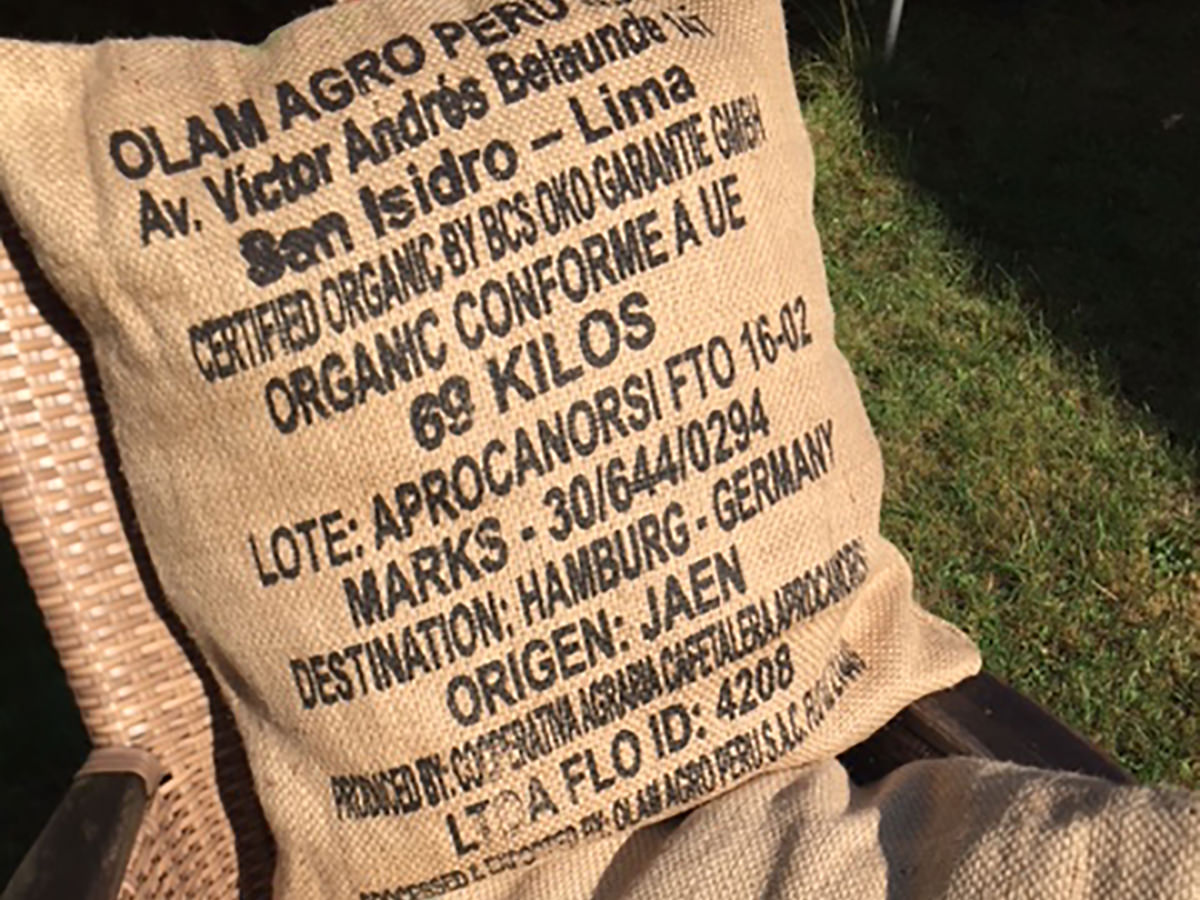 OLAM AGRO PERU
Av. Víctor Andrés Belaunde 147
San Isidro – Lima
CERTIFIED ORGANIC BY BCS OKO GARANTIE GMBH
ORGANIC CONFORME A UE
69 KILOS
LOTE: APROCANORSI FTO 16-02
MARKS - 30/644/0294
DESTINATION: HAMBURG - GERMANY
ORIGEN: JAEN
PRODUCED BY: COOPERATIVA AGRARIA CAFETALERA
LTDA FLO ID: 4208
PROCESSED & EXPORTED BY: OLAM AGRO PERU S.A.C.